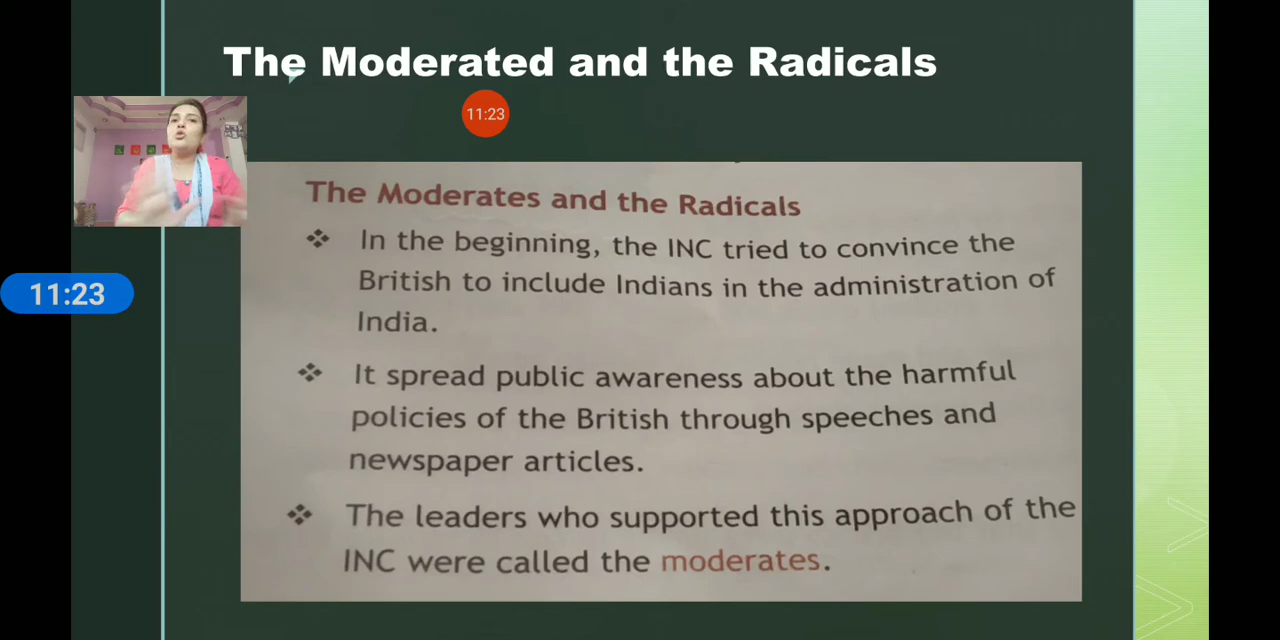 The Moderated and the Radicals
11:23
11:23
The Moderates and the Radicals
❖ In the beginning, the INC tried to convince the
British to include Indians in the administration of
India.
❖ It spread public awareness about the harmful
policies of the British through speeches and
newspaper articles.
❖ The leaders who supported this approach of the
INC were called the moderates.